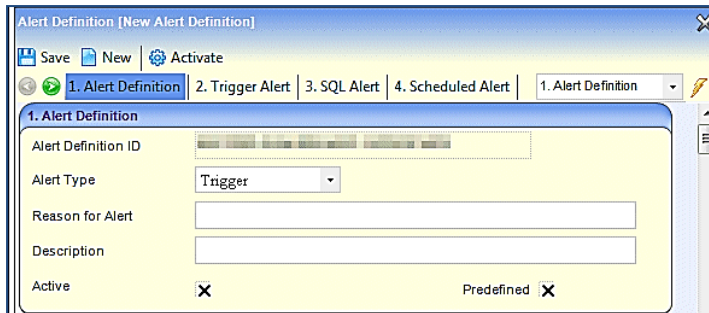 Alert Definition [New Alert Definition]
Save New Activate
1. Alert Definition 2. Trigger Alert 3. SQL Alert 4. Scheduled Alert 1. Alert Definition
1. Alert Definition
Alert Definition ID
Alert Type Trigger
Reason for Alert
Description
Active Predefined